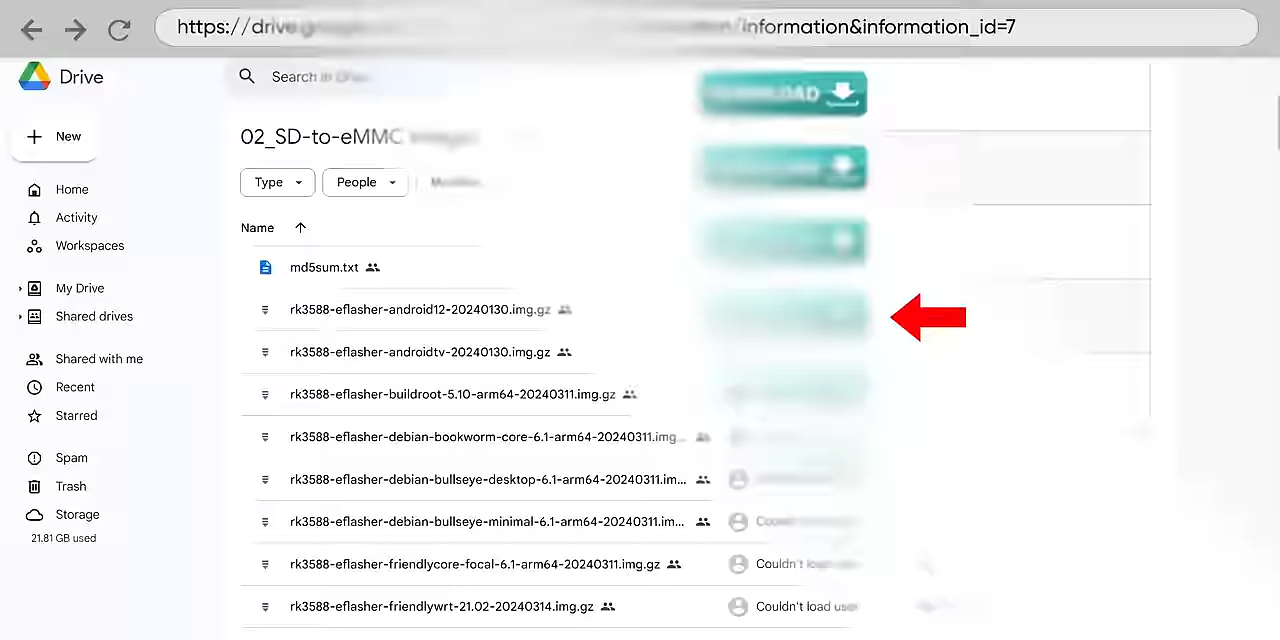 https://drive.g /information&information_id=7
Drive
Search in Drive
DOWNLOAD
New
02_SD-to-eMMC images
Type
People
Modified
Home
Activity
Workspaces
My Drive
Shared drives
Shared with me
Recent
Starred
Spam
Trash
Storage
21.81 GB used
Name
md5sum.txt
rk3588-eflasher-android12-20240130.img.gz
rk3588-eflasher-androidtv-20240130.img.gz
rk3588-eflasher-buildroot-5.10-arm64-20240311.img.gz
rk3588-eflasher-debian-bookworm-core-6.1-arm64-20240311.img...
rk3588-eflasher-debian-bullseye-desktop-6.1-arm64-20240311.im...
rk3588-eflasher-debian-bullseye-minimal-6.1-arm64-20240311.im...
rk3588-eflasher-friendlycore-focal-6.1-arm64-20240311.img.gz
Couldn't load user
rk3588-eflasher-friendlywrt-21.02-20240314.img.gz
Couldn't load user